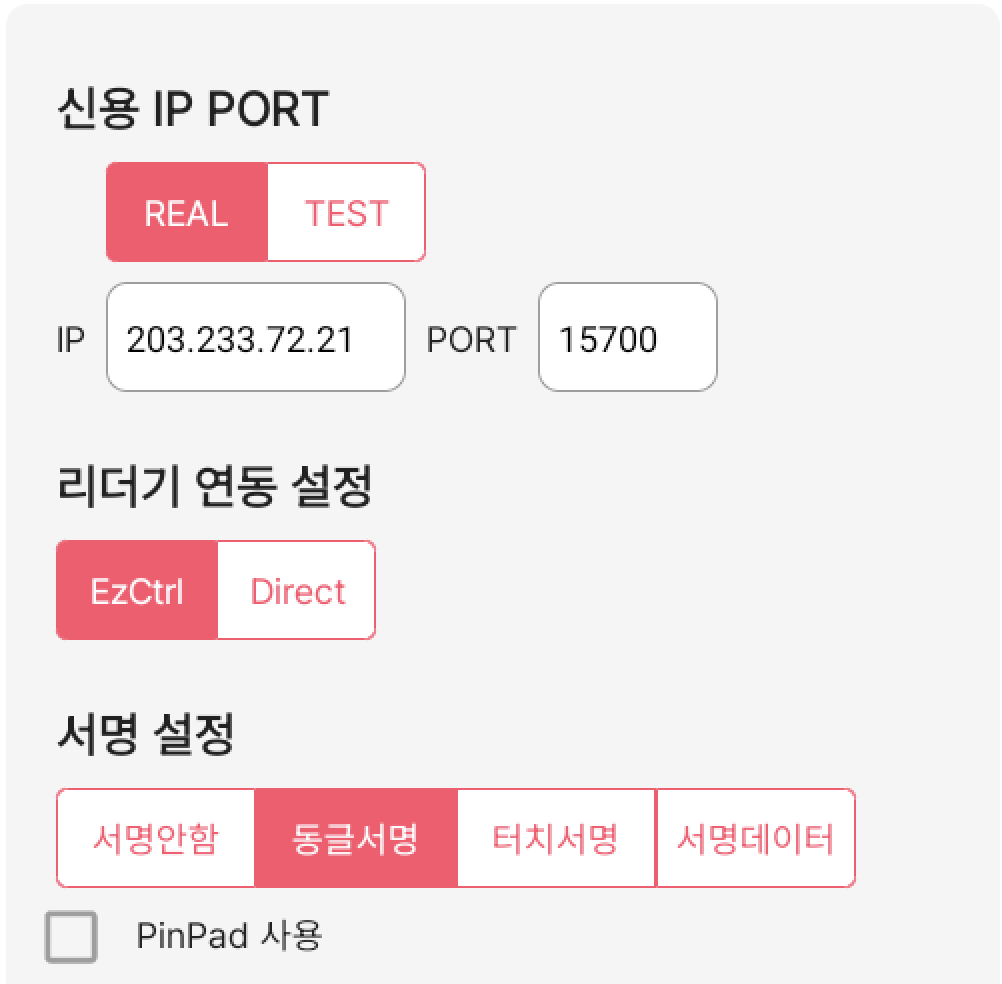 신용 IP PORT
REAL TEST
IP 203.233.72.21 PORT 15700
리더기 연동 설정
EzCtrl Direct
서명 설정
서명안함 동글서명 터치서명 서명데이터
PinPad 사용